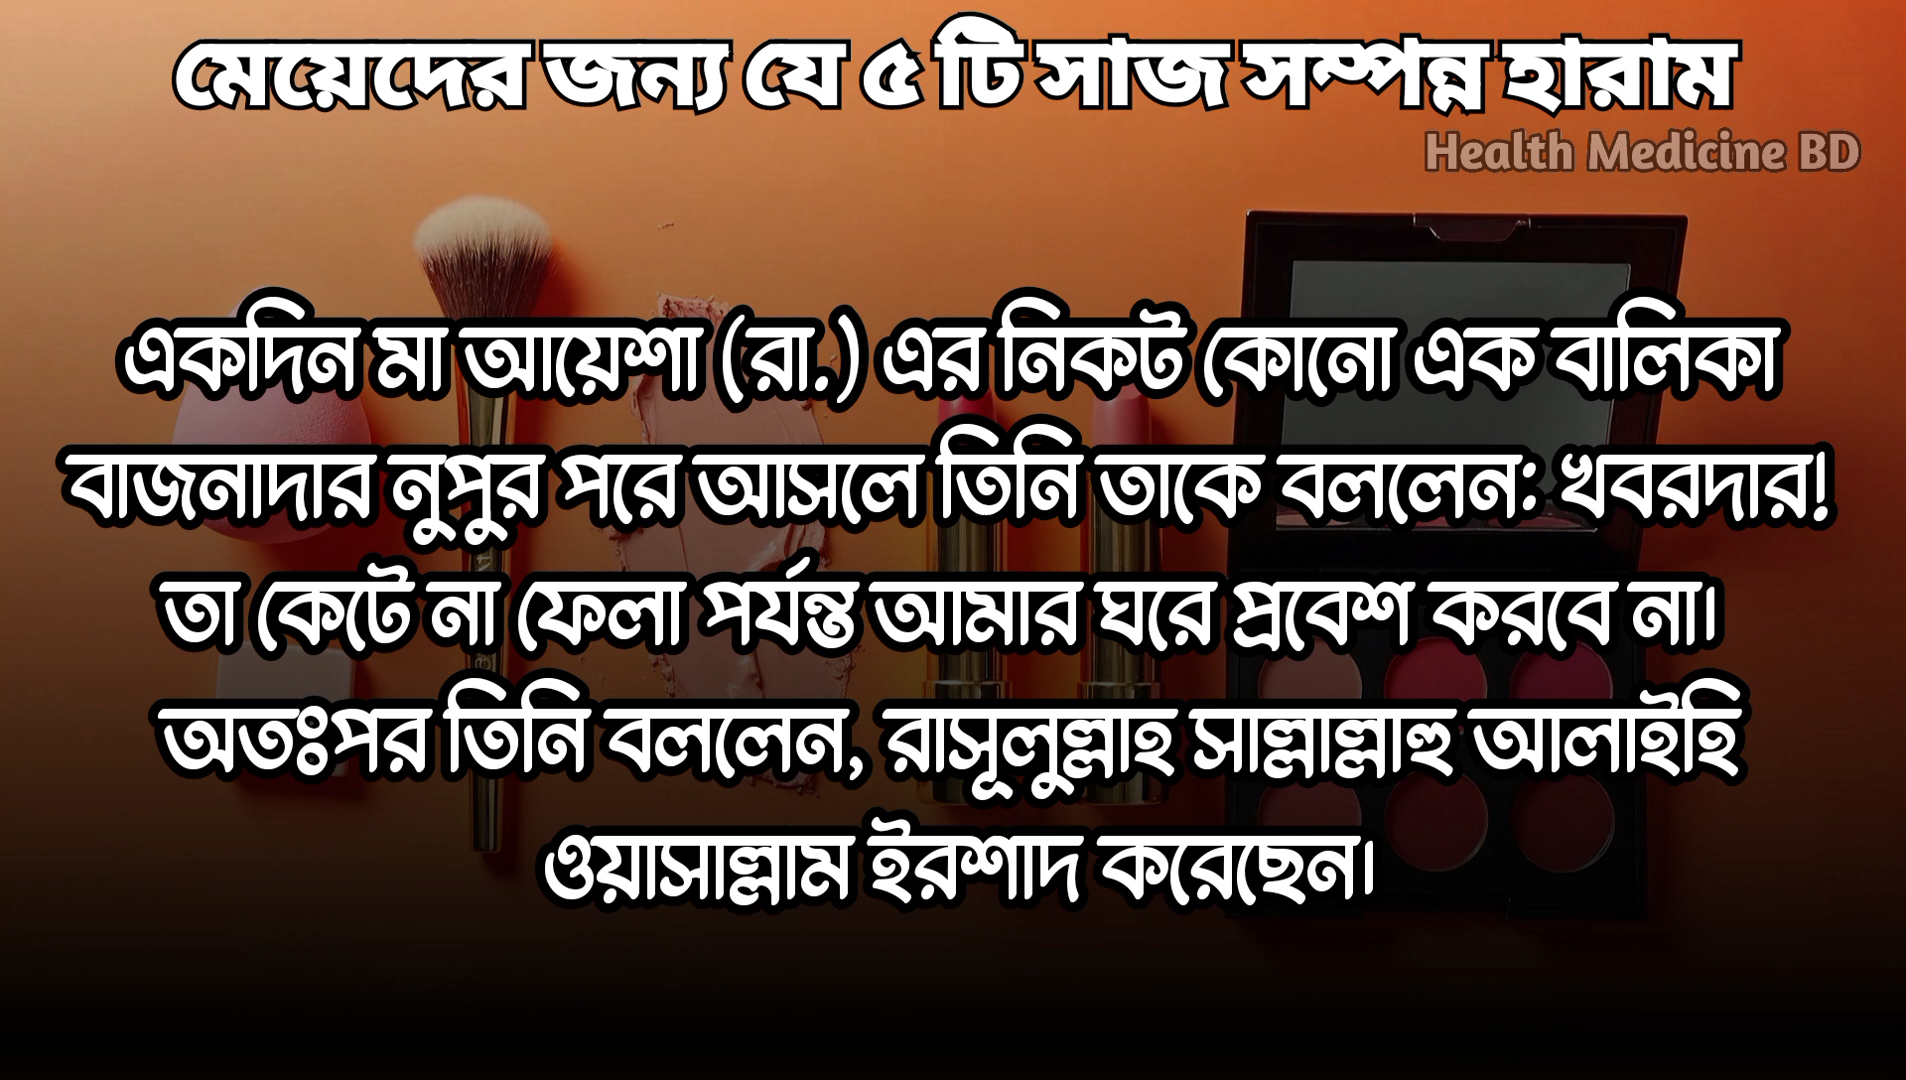 মেয়েদের জন্য যে ৫ টি সাজ সম্পন্ন হারাম
Health Medicine BD
একদিন মা আয়েশা (রা.) এর নিকট কোনো এক বালিকা
বাজনাদার নুপুর পরে আসলে তিনি তাকে বললেন: খবরদার!
তা কেটে না ফেলা পর্যন্ত আমার ঘরে প্রবেশ করবে না।
অতঃপর তিনি বললেন, রাসূলুল্লাহ সাল্লাল্লাহু আলাইহি
ওয়াসাল্লাম ইরশাদ করেছেন।